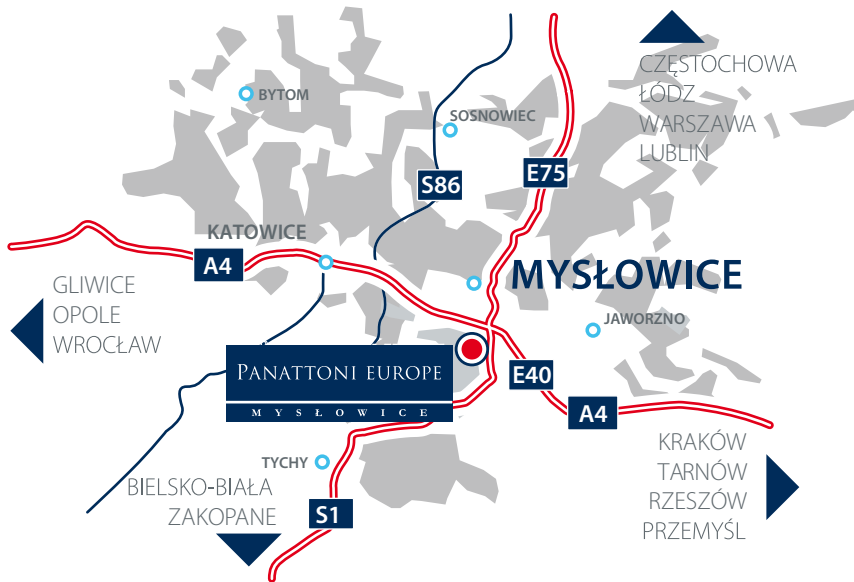 CZĘSTOCHOWA
ŁÓDZ
WARSZAWA
LUBLIN
BYTOM
SOSNOWIEC
E75
S86
KATOWICE
A4
MYSŁOWICE
GLIWICE
OPOLE
WROCŁAW
JAWORZNO
PANATTONI EUROPE
MYSŁOWICE
E40
A4
KRAKÓW
TARNÓW
RZESZÓW
PRZEMYŚL
TYCHY
BIELSKO-BIAŁA
ZAKOPANE
S1